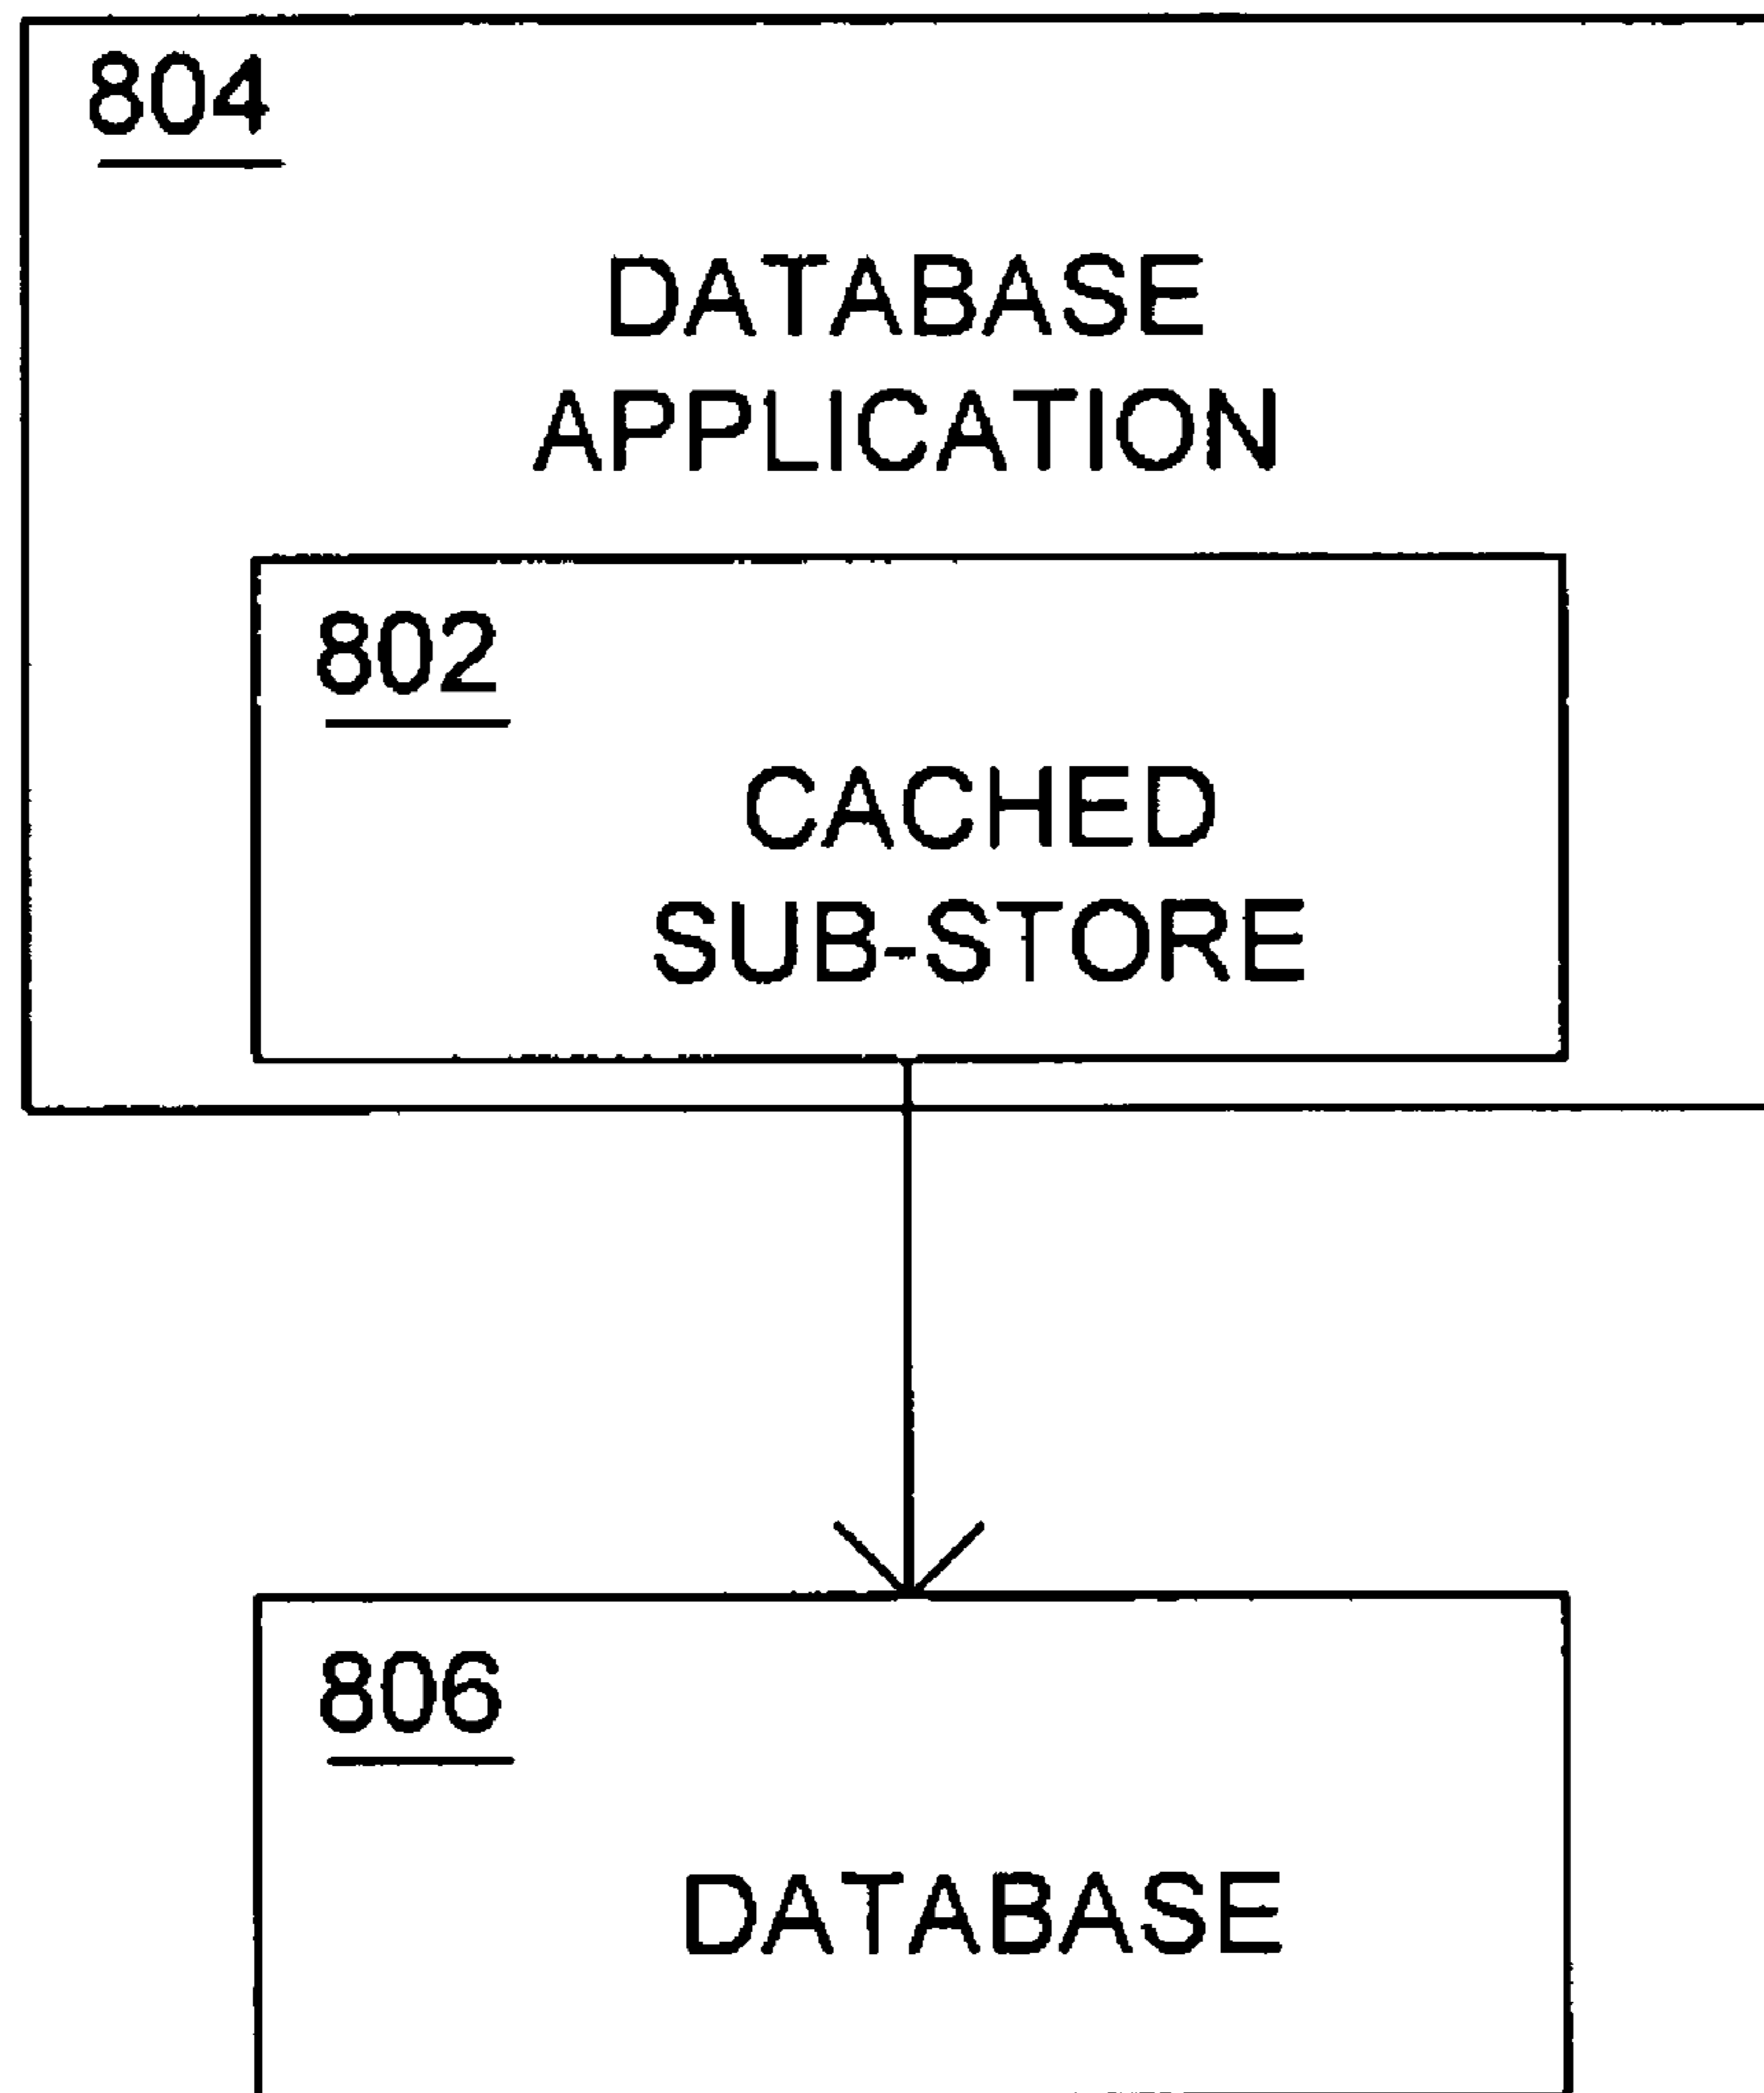 804
DATABASE
APPLICATION
802
CACHED
SUB-STORE
806
DATABASE